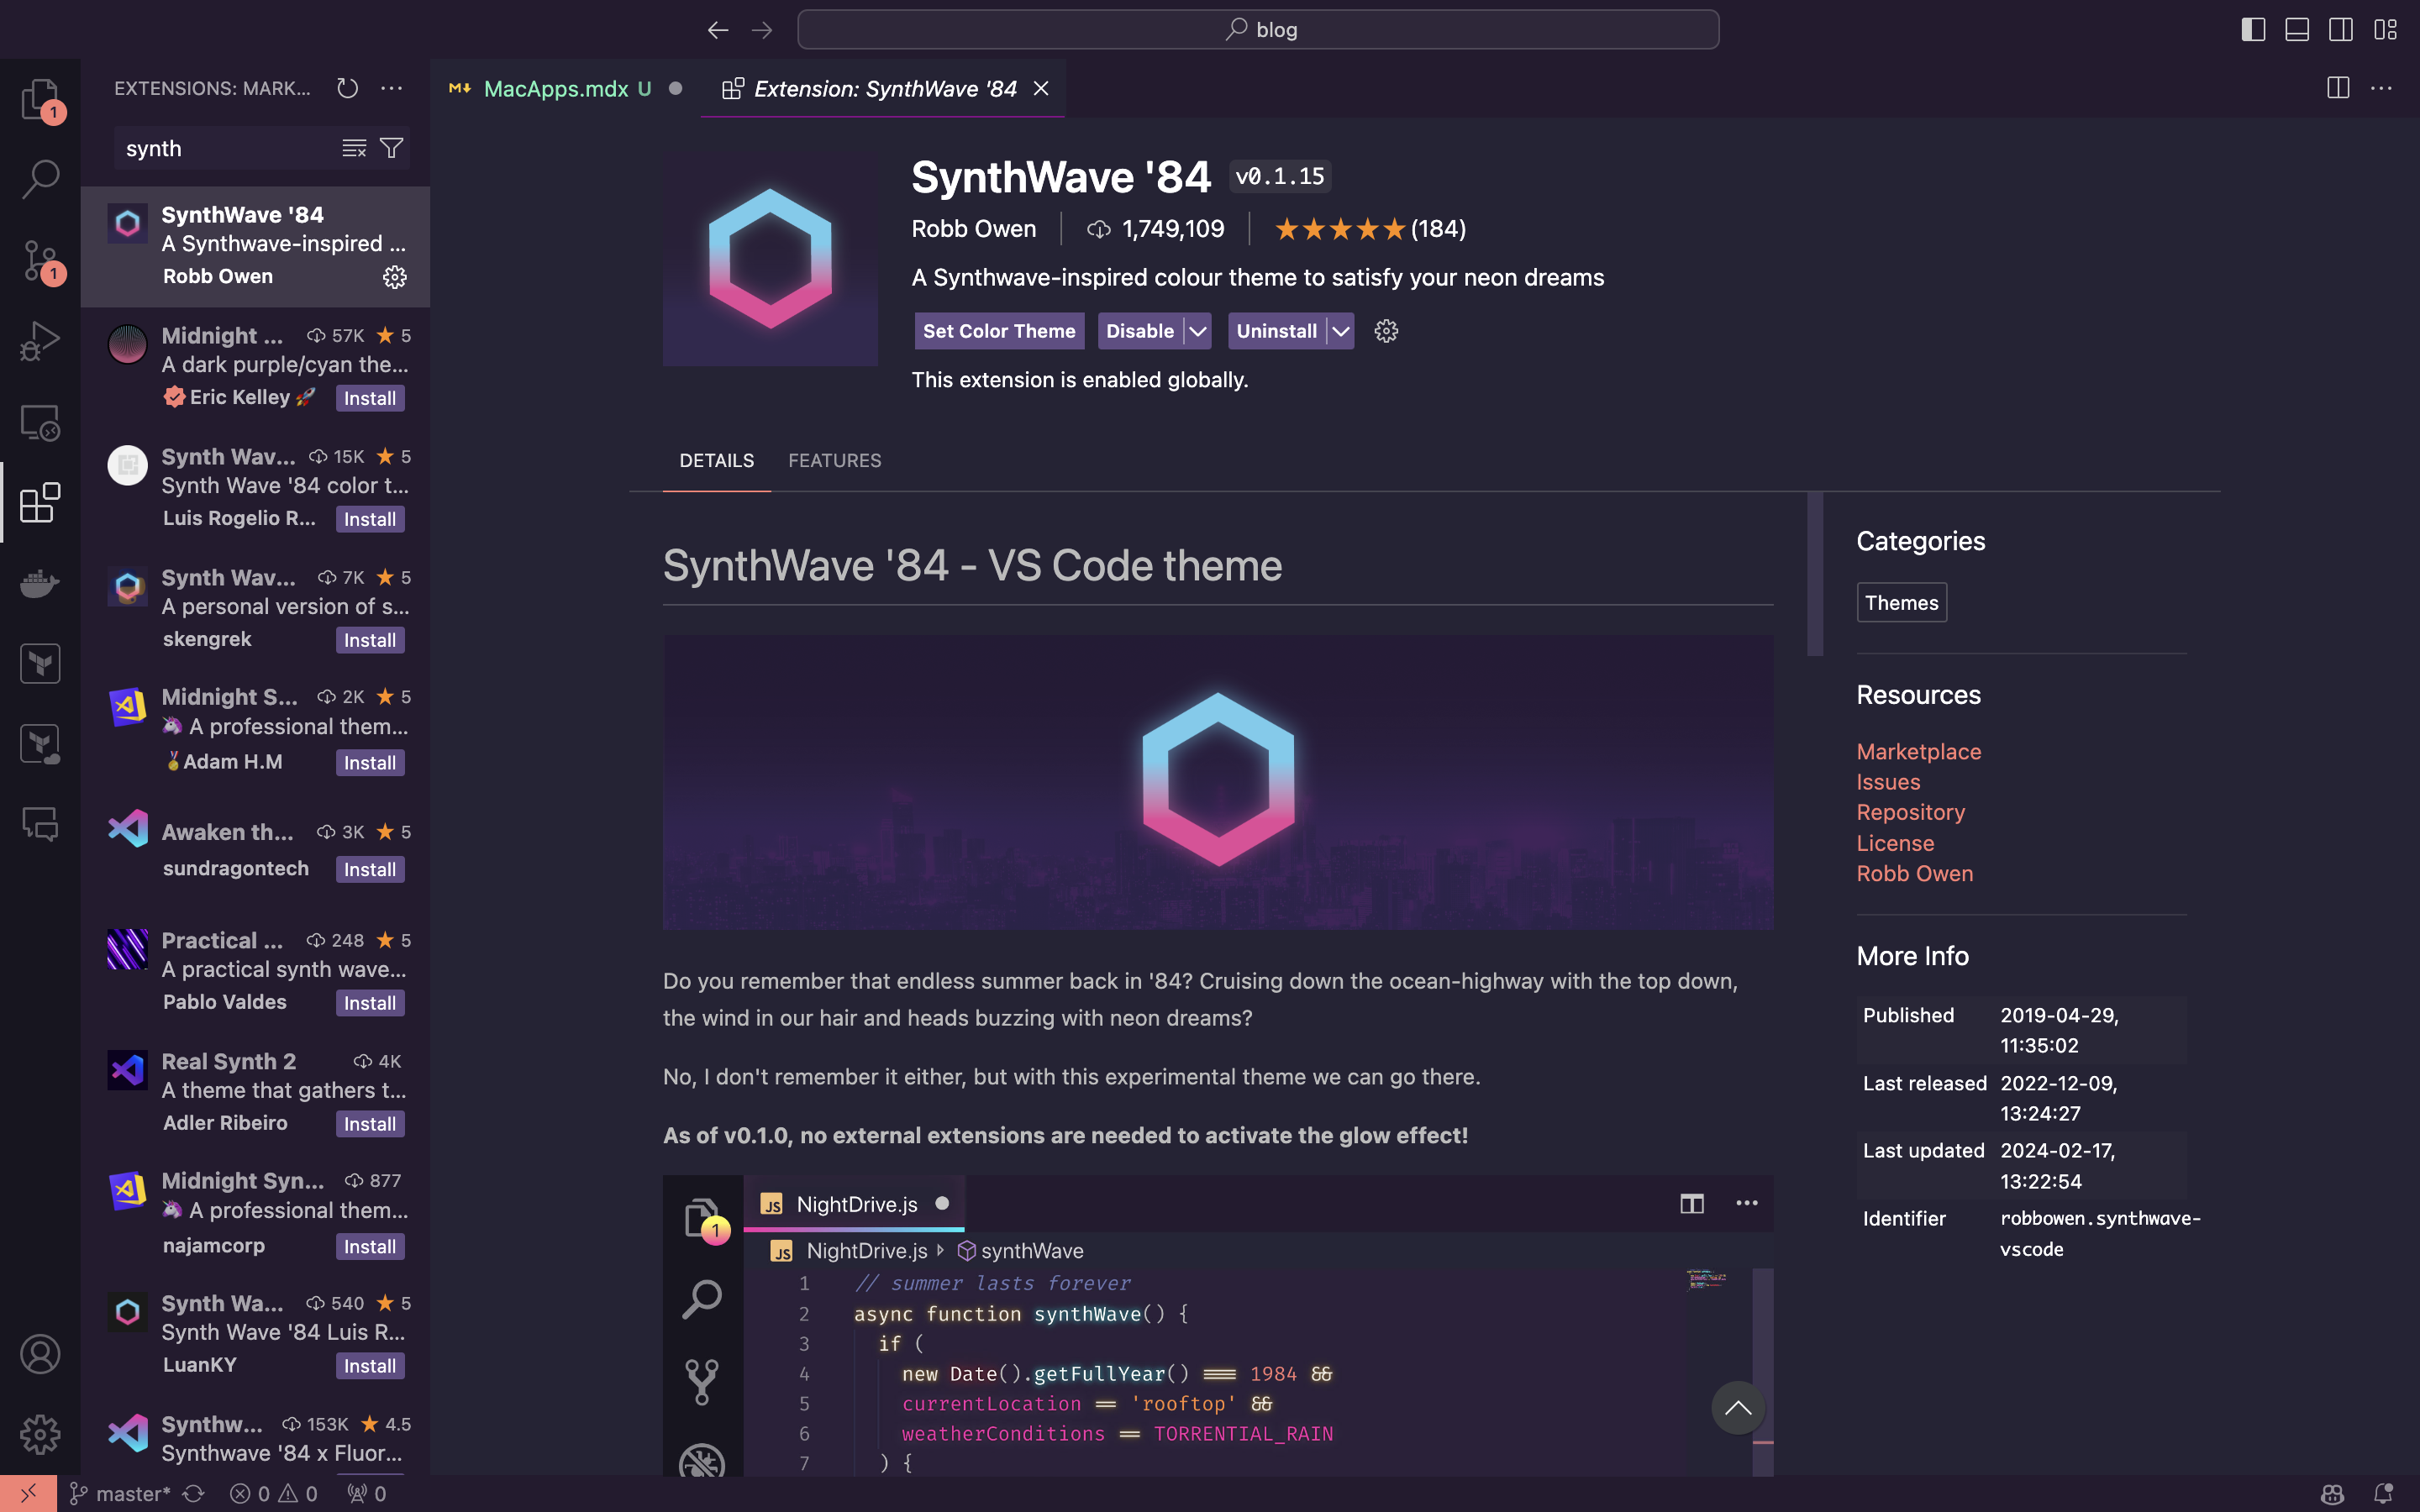 blog
EXTENSIONS: MARK...
MacApps.mdx U
Extension: SynthWave '84
1
synth
1
SynthWave '84
A Synthwave-inspired ...
Robb Owen
Midnight ... 57K ★ 5
A dark purple/cyan the...
Eric Kelley 🚀 Install
Synth Wav... 15K ★ 5
Synth Wave '84 color t...
Luis Rogelio R... Install
Synth Wav... 7K ★ 5
A personal version of s...
skengrek Install
Midnight S... 2K ★ 5
🦄 A professional them...
🏅Adam H.M Install
Awaken th... 3K ★ 5
sundragontech Install
Practical ... 248 ★ 5
A practical synth wave...
Pablo Valdes Install
Real Synth 2 4K
A theme that gathers t...
Adler Ribeiro Install
Midnight Syn... 877
🦄 A professional them...
najamcorp Install
Synth Wa... 540 ★ 5
Synth Wave '84 Luis R...
LuanKY Install
Synthw... 153K ★ 4.5
Synthwave '84 x Fluor...
SynthWave '84 v0.1.15
Robb Owen 1,749,109 ★★★★★(184)
A Synthwave-inspired colour theme to satisfy your neon dreams
Set Color Theme Disable Uninstall
This extension is enabled globally.
DETAILS FEATURES
SynthWave '84 - VS Code theme
Do you remember that endless summer back in '84? Cruising down the ocean-highway with the top down,
the wind in our hair and heads buzzing with neon dreams?
No, I don't remember it either, but with this experimental theme we can go there.
As of v0.1.0, no external extensions are needed to activate the glow effect!
1
JS NightDrive.js
JS NightDrive.js synthWave
1 // summer lasts forever
2 async function synthWave() {
3 if (
4 new Date().getFullYear() === 1984 &&
5 currentLocation == 'rooftop' &&
6 weatherConditions == TORRENTIAL_RAIN
7 ) {
Categories
Themes
Resources
Marketplace
Issues
Repository
License
Robb Owen
More Info
Published 2019-04-29,
11:35:02
Last released 2022-12-09,
13:24:27
Last updated 2024-02-17,
13:22:54
Identifier robbowen.synthwave-
vscode
master* 0 0 0